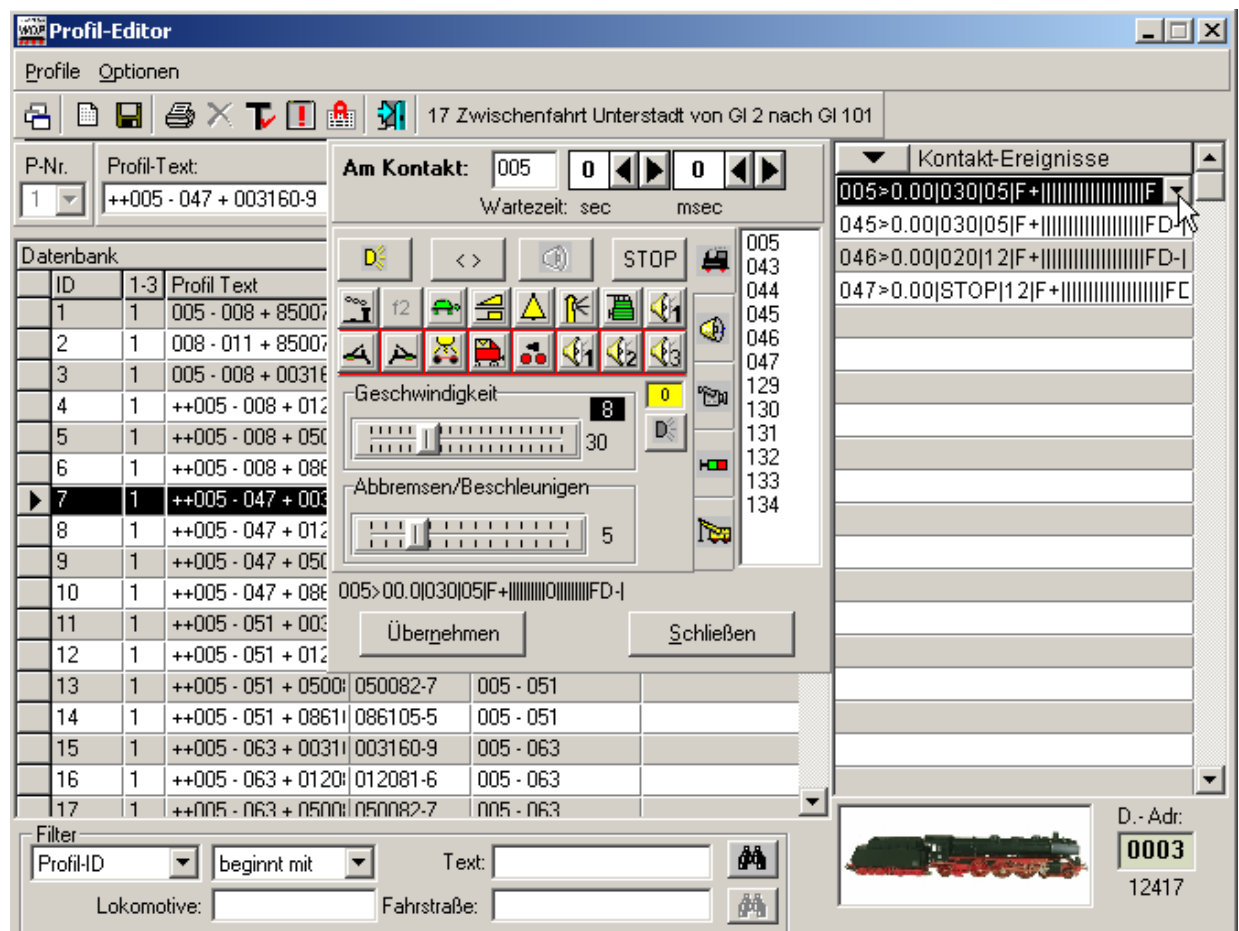 Profil-Editor
Profile Optionen
17 Zwischenfahrt Unterstadt von Gl 2 nach Gl 101
P-Nr. Profil-Text:
1 ++005 - 047 + 003160-9
Am Kontakt: 005 0 0
Wartezeit: sec msec
D <> STOP
f2 1
1 2 3
Geschwindigkeit
8
30
0
D
Abbremsen/Beschleunigen
5
005
043
044
045
046
047
129
130
131
132
133
134
005>00.0|030|05|F+||||||||||0||||||||FD-|
Übernehmen Schließen
Kontakt-Ereignisse
005>0.00|030|05|F+|||||||||||||||||||F
045>0.00|030|05|F+|||||||||||||||||||FD-|
046>0.00|020|12|F+|||||||||||||||||||FD-|
047>0.00|STOP|12|F+|||||||||||||||||||FD
Datenbank
ID 1-3 Profil Text
1 1 005 - 008 + 85007
2 1 008 - 011 + 85007
3 1 005 - 008 + 00316
4 1 ++005 - 008 + 012
5 1 ++005 - 008 + 050
6 1 ++005 - 008 + 086
7 1 ++005 - 047 + 003
8 1 ++005 - 047 + 012
9 1 ++005 - 047 + 050
10 1 ++005 - 047 + 086
11 1 ++005 - 051 + 003
12 1 ++005 - 051 + 012
13 1 ++005 - 051 + 05008 050082-7 005 - 051
14 1 ++005 - 051 + 08610 086105-5 005 - 051
15 1 ++005 - 063 + 00316 003160-9 005 - 063
16 1 ++005 - 063 + 01208 012081-6 005 - 063
17 1 ++005 - 063 + 05008 050082-7 005 - 063
Filter
Profil-ID beginnt mit Text:
Lokomotive: Fahrstraße:
D.- Adr:
0003
12417